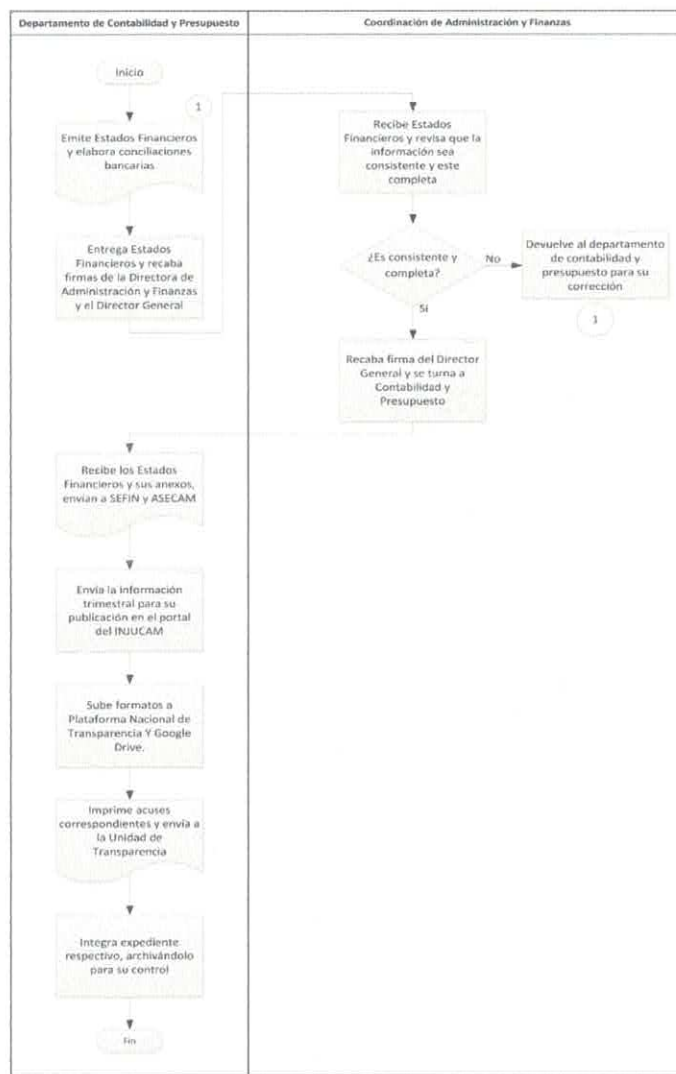 Departamento de Contabilidad y Presupuesto
Coordinación de Administración y Finanzas
Inicio
1
Emite Estados Financieros
y elabora conciliaciones
bancarias
Entrega Estados
Financieros y recaba
firmas de la Directora de
Administración y Finanzas
y el Director General
Recibe Estados
Financieros y revisa que la
información sea
consistente y este
completa
¿Es consistente y
completa?
No
Devuelve al departamento
de contabilidad y
presupuesto para su
corrección
1
Si
Recaba firma del Director
General y se turna a
Contabilidad y
Presupuesto
Recibe los Estados
Financieros y sus anexos,
envían a SEFIN y ASECAM
Envía la información
trimestral para su
publicación en el portal
del INJUCAM
Sube formatos a
Plataforma Nacional de
Transparencia Y Google
Drive.
Imprime acuses
correspondientes y envía a
la Unidad de
Transparencia
Integra expediente
respectivo, archivándolo
para su control
Fin